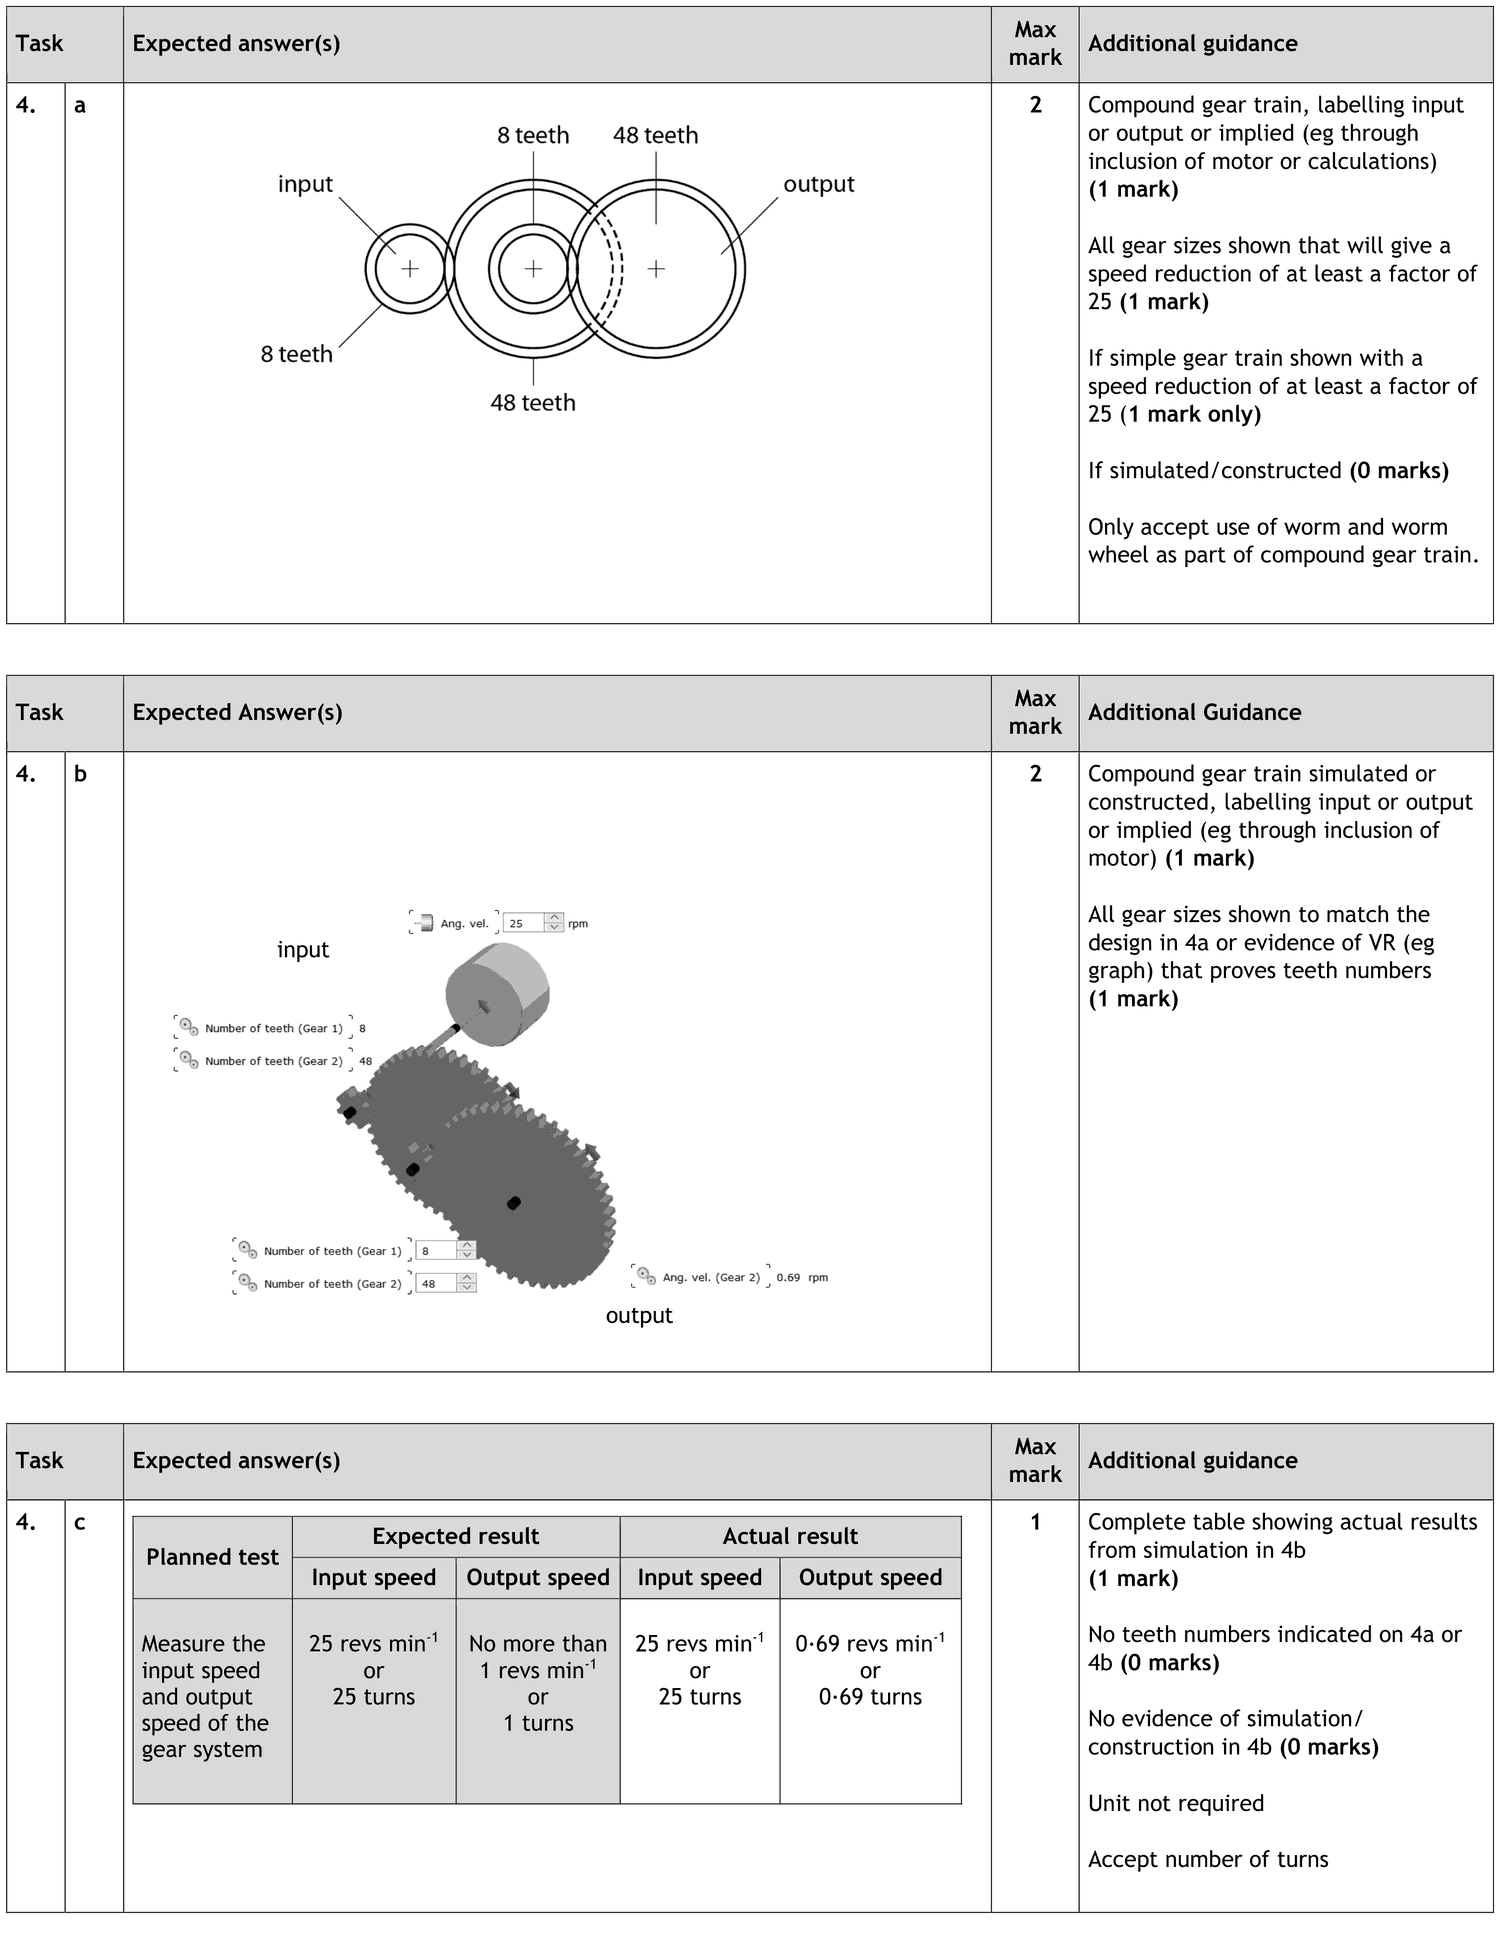 Task
Expected answer(s)
Max
mark
Additional guidance
4.
a
8 teeth
48 teeth
input
output
8 teeth
48 teeth
2
Compound gear train, labelling input
or output or implied (eg through
inclusion of motor or calculations)
(1 mark)
All gear sizes shown that will give a
speed reduction of at least a factor of
25 (1 mark)
If simple gear train shown with a
speed reduction of at least a factor of
25 (1 mark only)
If simulated/constructed (0 marks)
Only accept use of worm and worm
wheel as part of compound gear train.
Task
Expected Answer(s)
Max
mark
Additional Guidance
4.
b
Ang. vel. 25 rpm
input
Number of teeth (Gear 1) 8
Number of teeth (Gear 2) 48
Number of teeth (Gear 1) 8
Number of teeth (Gear 2) 48
Ang. vel. (Gear 2) 0.69 rpm
output
2
Compound gear train simulated or
constructed, labelling input or output
or implied (eg through inclusion of
motor) (1 mark)
All gear sizes shown to match the
design in 4a or evidence of VR (eg
graph) that proves teeth numbers
(1 mark)
Task
Expected answer(s)
Max
mark
Additional guidance
4.
c
Planned test
Expected result
Actual result
Input speed
Output speed
Input speed
Output speed
Measure the
input speed
and output
speed of the
gear system
25 revs min-1
or
25 turns
No more than
1 revs min-1
or
1 turns
25 revs min-1
or
25 turns
0·69 revs min-1
or
0·69 turns
1
Complete table showing actual results
from simulation in 4b
(1 mark)
No teeth numbers indicated on 4a or
4b (0 marks)
No evidence of simulation/
construction in 4b (0 marks)
Unit not required
Accept number of turns